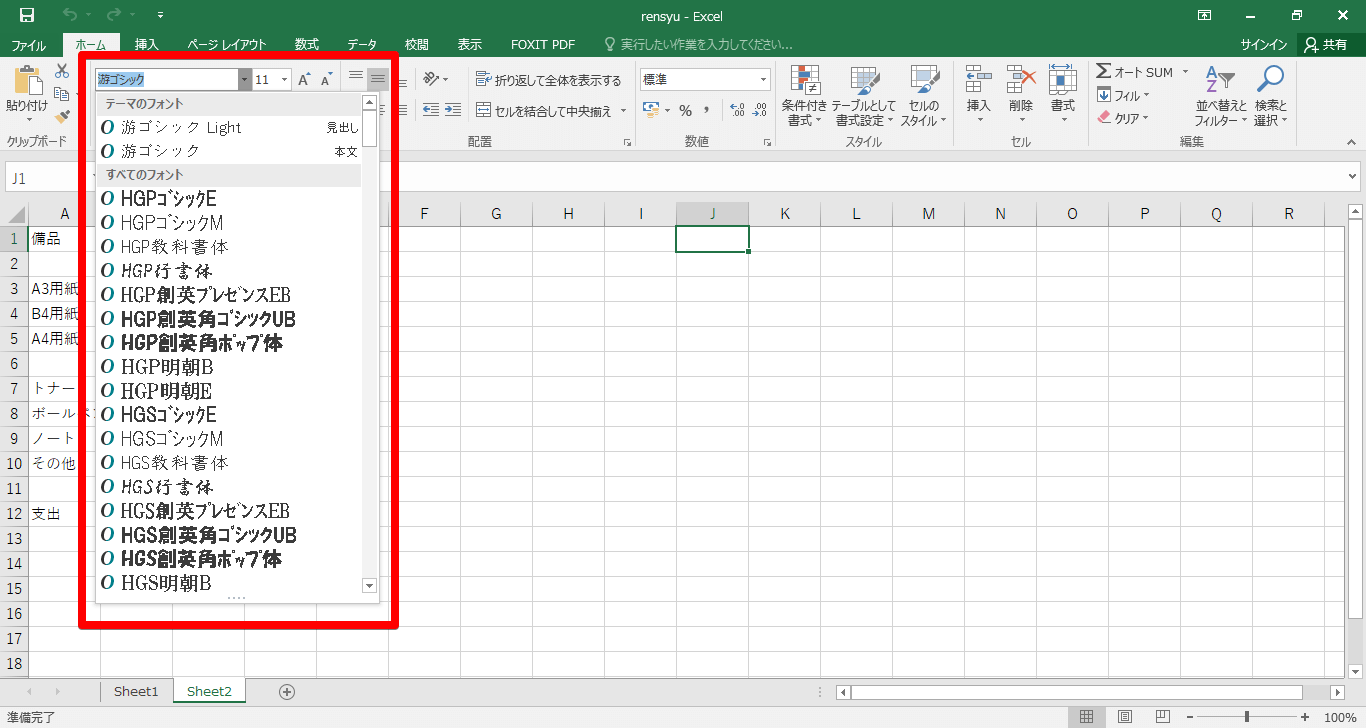 rensyu - Excel
ファイル ホーム 挿入 ページ レイアウト 数式 データ 校閲 表示 FOXIT PDF 実行したい作業を入力してください... サインイン 共有
游ゴシック 11
貼り付け
クリップボード
折り返して全体を表示する
セルを結合して中央揃え
配置
標準
数値
条件付き書式 テーブルとして書式設定 セルのスタイル
スタイル
挿入 削除 書式
セル
オート SUM
フィル
クリア
並べ替えとフィルター 検索と選択
編集
J1
テーマのフォント
游ゴシック Light 見出し
游ゴシック 本文
すべてのフォント
HGPゴシックE
HGPゴシックM
HGP教科書体
HGP行書体
HGP創英プレゼンスEB
HGP創英角ゴシックUB
HGP創英角ポップ体
HGP明朝B
HGP明朝E
HGSゴシックE
HGSゴシックM
HGS教科書体
HGS行書体
HGS創英プレゼンスEB
HGS創英角ゴシックUB
HGS創英角ポップ体
HGS明朝B
A F G H I J K L M N O P Q R
1 備品
2
3 A3用紙
4 B4用紙
5 A4用紙
6
7 トナー
8 ボールペン
9 ノート
10 その他
11
12 支出
13
14
15
16
17
18
Sheet1 Sheet2
準備完了 100%